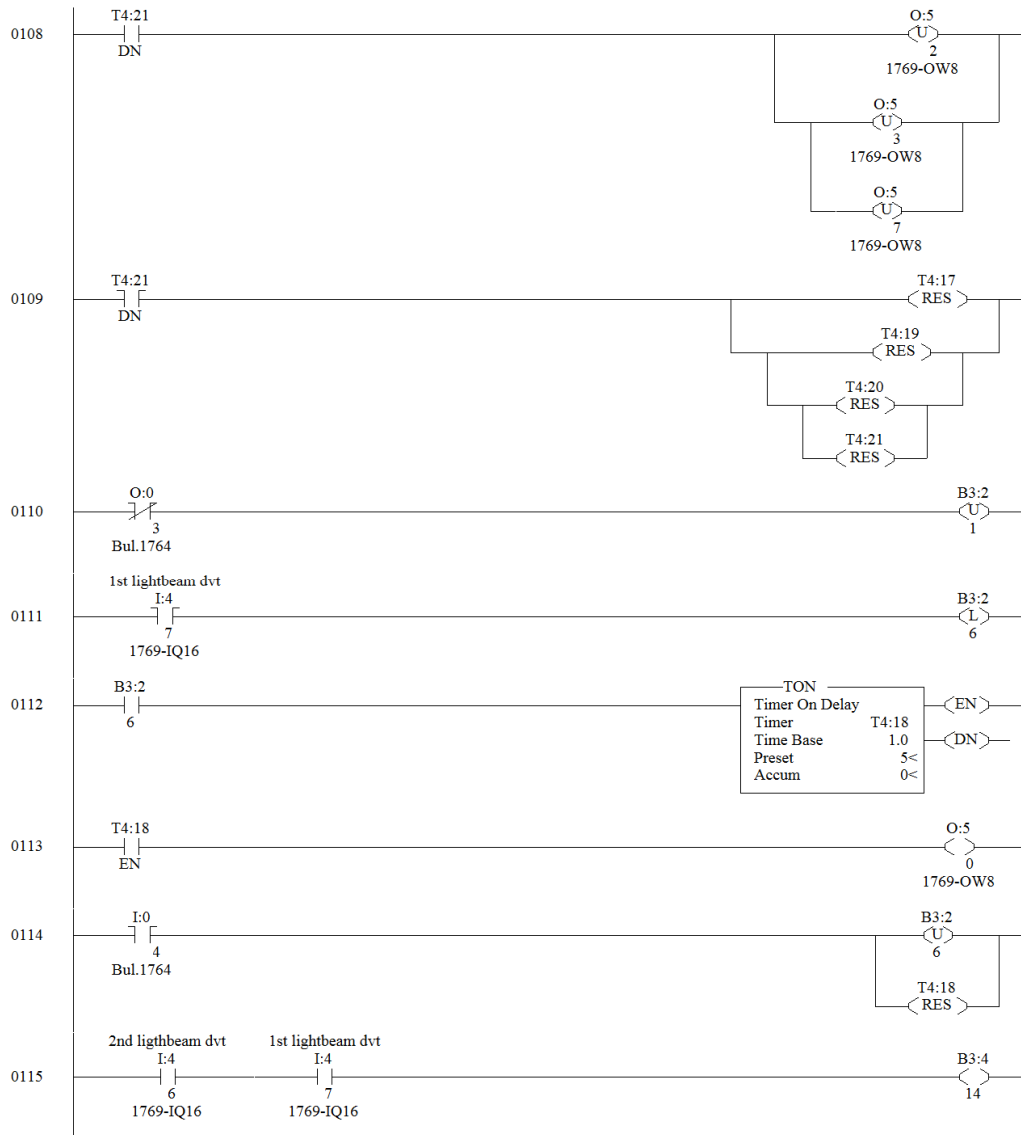 T4:21
O:5
0108
U
DN
2
1769-OW8
O:5
U
3
1769-OW8
O:5
U
7
1769-OW8
T4:21
T4:17
0109
RES
DN
T4:19
RES
T4:20
RES
T4:21
RES
O:0
B3:2
0110
U
3
1
Bul.1764
1st lightbeam dvt
I:4
B3:2
0111
L
7
6
1769-IQ16
B3:2
TON
0112
Timer On Delay
EN
6
Timer T4:18
Time Base 1.0
DN
Preset 5<
Accum 0<
T4:18
O:5
0113
EN
0
1769-OW8
I:0
B3:2
0114
U
4
6
Bul.1764
T4:18
RES
2nd ligthbeam dvt 1st lightbeam dvt
I:4 I:4 B3:4
0115
6 7 14
1769-IQ16 1769-IQ16